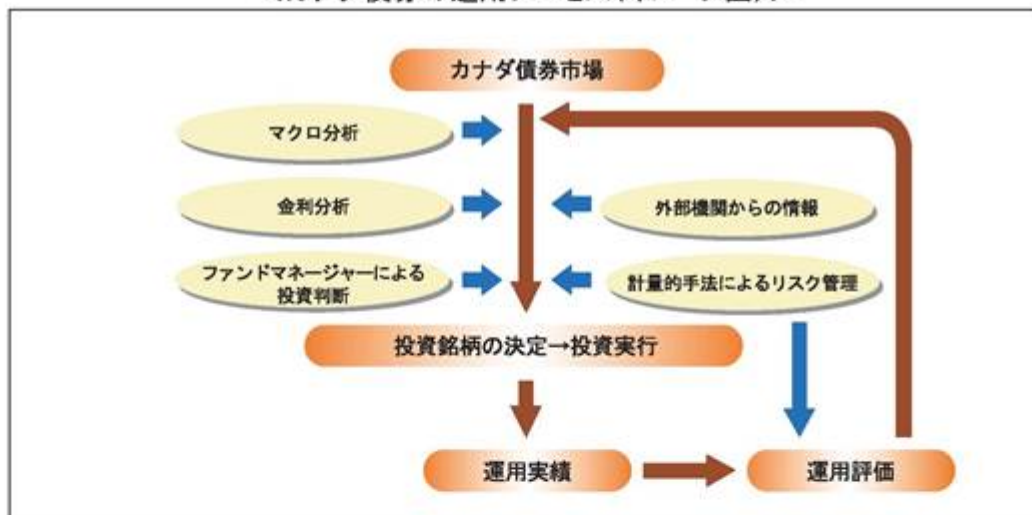 カナダ債券市場
マクロ分析
金利分析
外部機関からの情報
ファンドマネージャーによる
投資判断
計量的手法によるリスク管理
投資銘柄の決定→投資実行
運用実績
運用評価